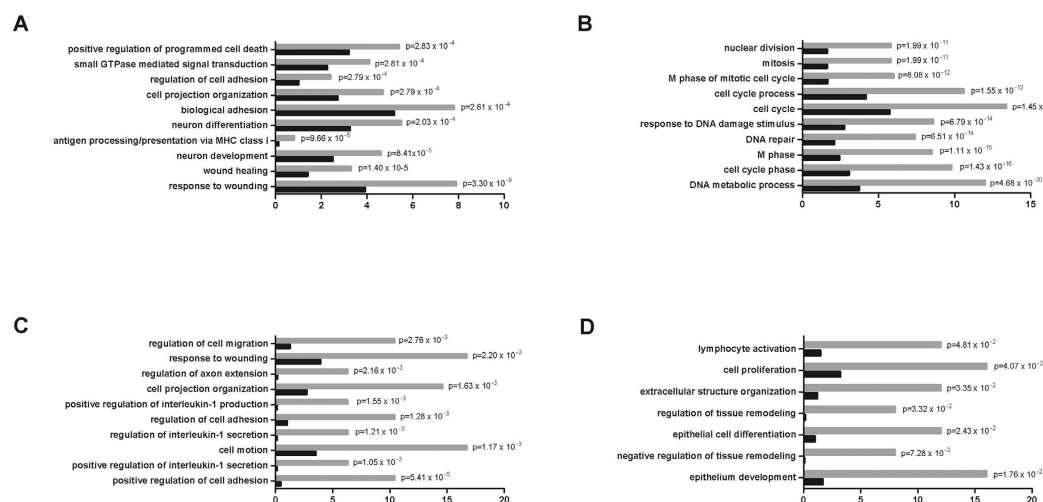 A
positive regulation of programmed cell death p=2.83 x 10-4
small GTPase mediated signal transduction p=2.81 x 10-4
regulation of cell adhesion p=2.79 x 10-4
cell projection organization p=2.79 x 10-4
biological adhesion p=2.61 x 10-4
neuron differentiation p=2.03 x 10-4
antigen processing/presentation via MHC class I p=9.66 x 10-5
neuron development p=8.41x10-5
wound healing p=1.40 x 10-5
response to wounding p=3.30 x 10-9
0 2 4 6 8 10
B
nuclear division p=1.99 x 10-11
mitosis p=1.99 x 10-11
M phase of mitotic cell cycle p=8.08 x 10-12
cell cycle process p=1.55 x 10-12
cell cycle p=1.45 x
response to DNA damage stimulus p=6.79 x 10-14
DNA repair p=6.51 x 10-14
M phase p=1.11 x 10-15
cell cycle phase p=1.43 x 10-16
DNA metabolic process p=4.68 x 10-20
0 5 10 15
C
regulation of cell migration p=2.76 x 10-3
response to wounding p=2.20 x 10-3
regulation of axon extension p=2.16 x 10-3
cell projection organization p=1.63 x 10-3
positive regulation of interleukin-1 production p=1.55 x 10-3
regulation of cell adhesion p=1.28 x 10-3
regulation of interleukin-1 secretion p=1.21 x 10-3
cell motion p=1.17 x 10-3
positive regulation of interleukin-1 secretion p=1.05 x 10-3
positive regulation of cell adhesion p=5.41 x 10-5
0 5 10 15 20
D
lymphocyte activation p=4.81 x 10-2
cell proliferation p=4.07 x 10-2
extracellular structure organization p=3.35 x 10-2
regulation of tissue remodeling p=3.32 x 10-2
epithelial cell differentiation p=2.43 x 10-2
negative regulation of tissue remodeling p=7.28 x 10-3
epithelium development p=1.76 x 10-2
0 5 10 15 20